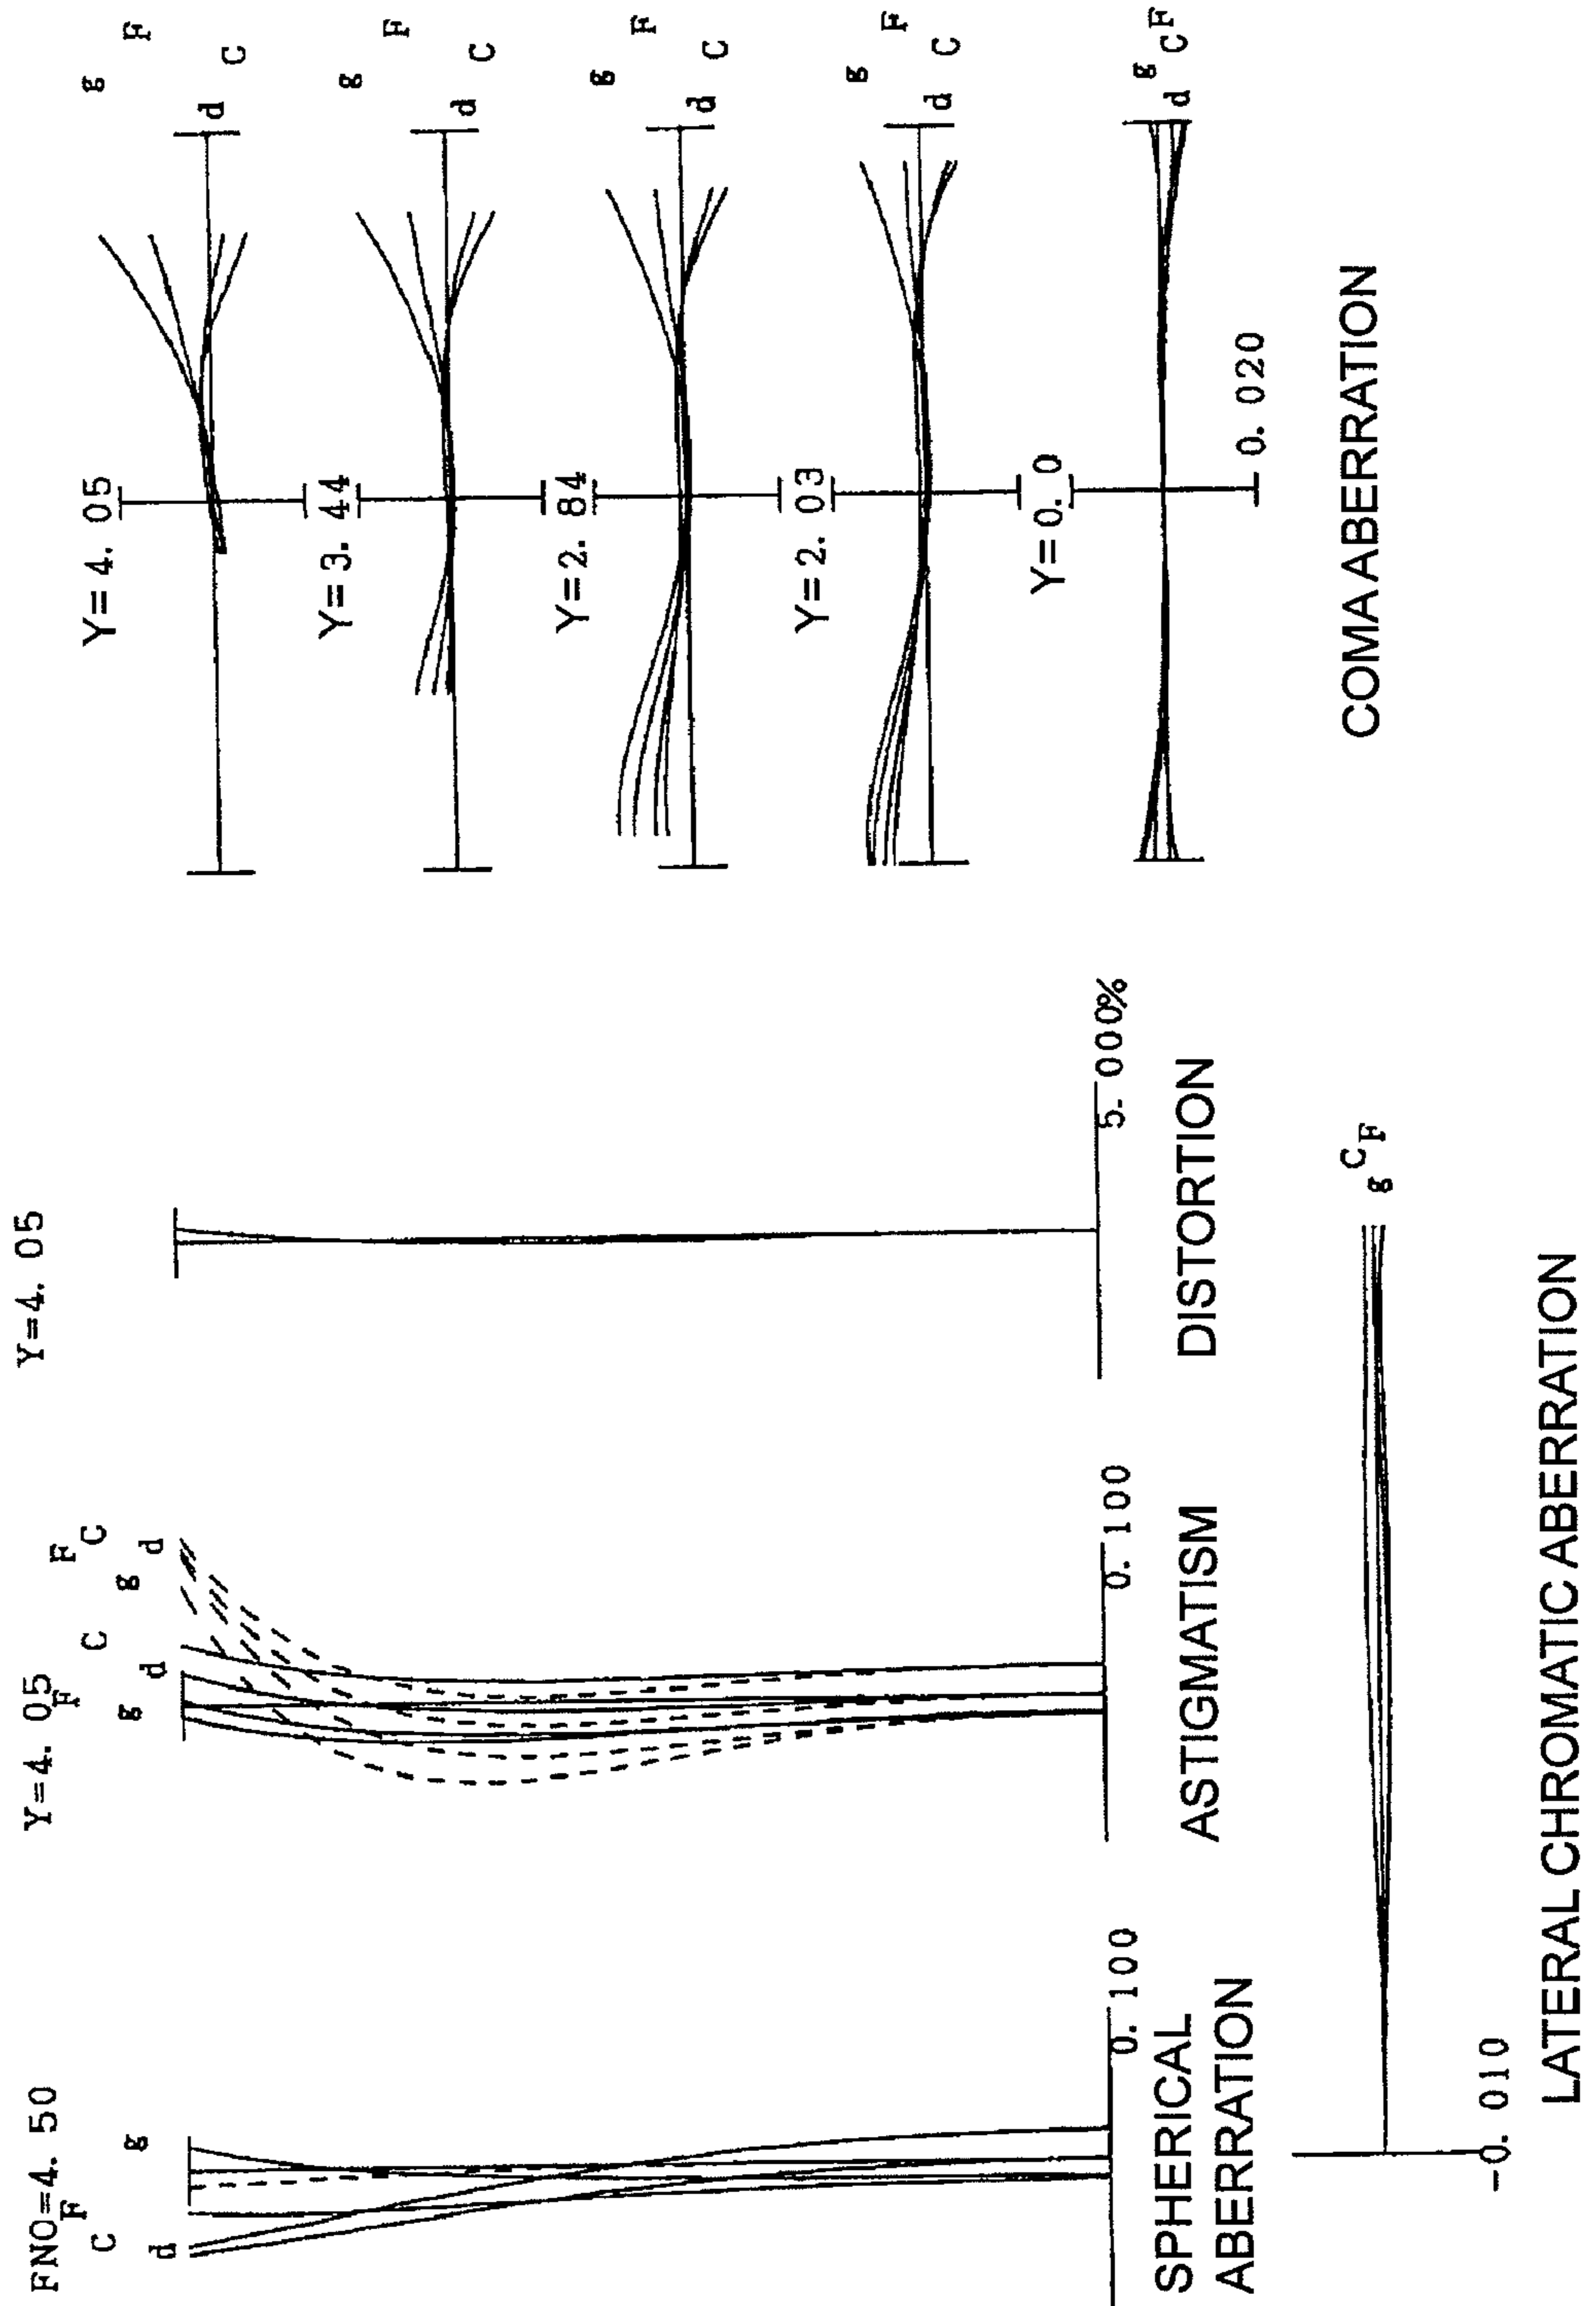 FNO=4. 50
F
C
g
d
0. 100
SPHERICAL
ABERRATION
Y=4. 05
F
g
d
C
g
F
C
d
0. 100
ASTIGMATISM
Y=4. 05
5. 000%
DISTORTION
Y=4. 05
g
F
d
C
Y=3. 44
g
F
d
C
Y=2. 84
g
F
d
C
Y=2. 03
g
F
d
C
Y=0. 0
g
F
d
C
0. 020
COMA ABERRATION
-0. 010
g
C
F
LATERAL CHROMATIC ABERRATION